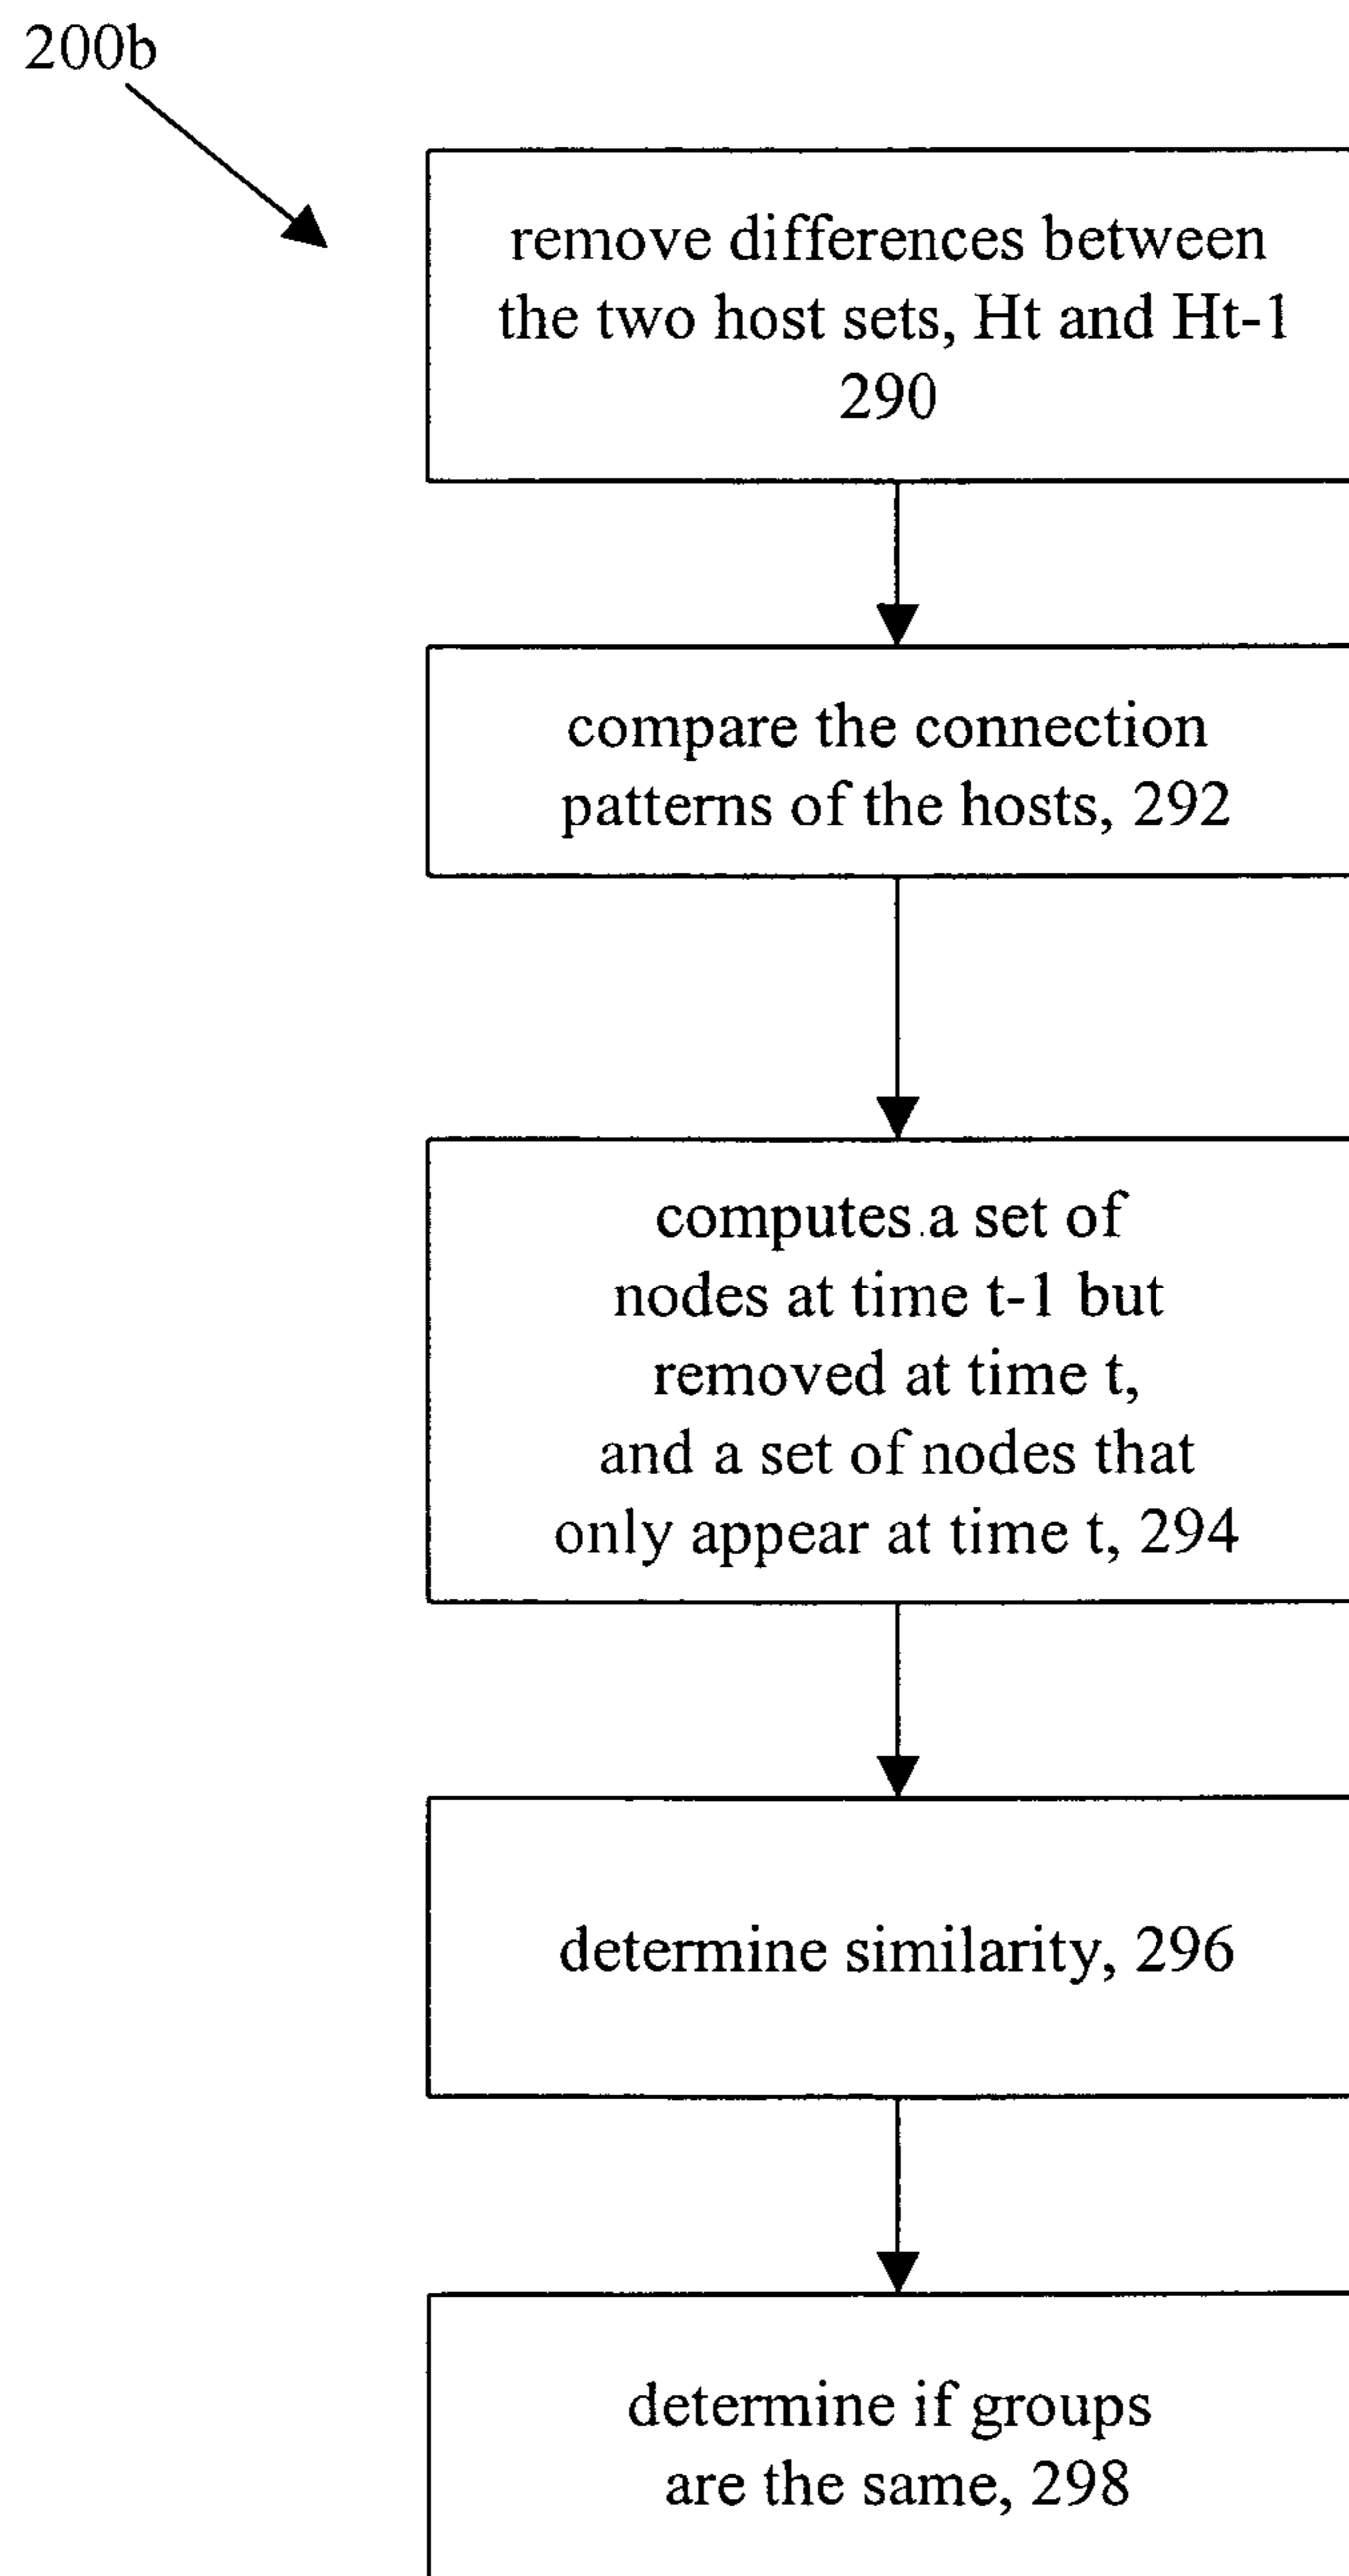 200b
remove differences between
the two host sets, Ht and Ht-1
290
compare the connection
patterns of the hosts, 292
computes a set of
nodes at time t-1 but
removed at time t,
and a set of nodes that
only appear at time t, 294
determine similarity, 296
determine if groups
are the same, 298